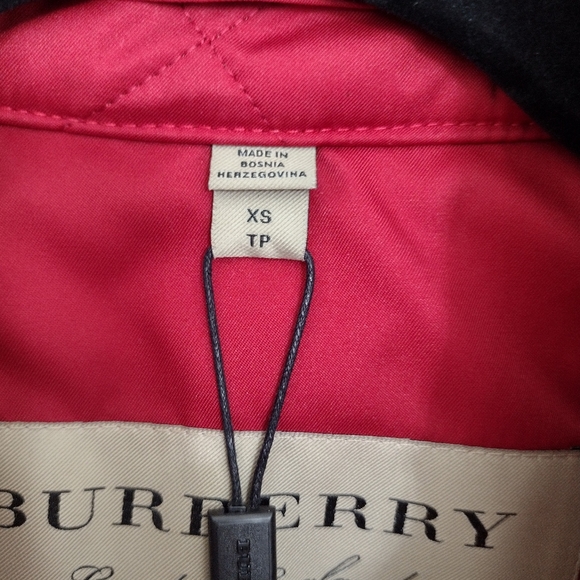 MADE IN
BOSNIA
HERZEGOVINA
XS
TP
BURBERRY